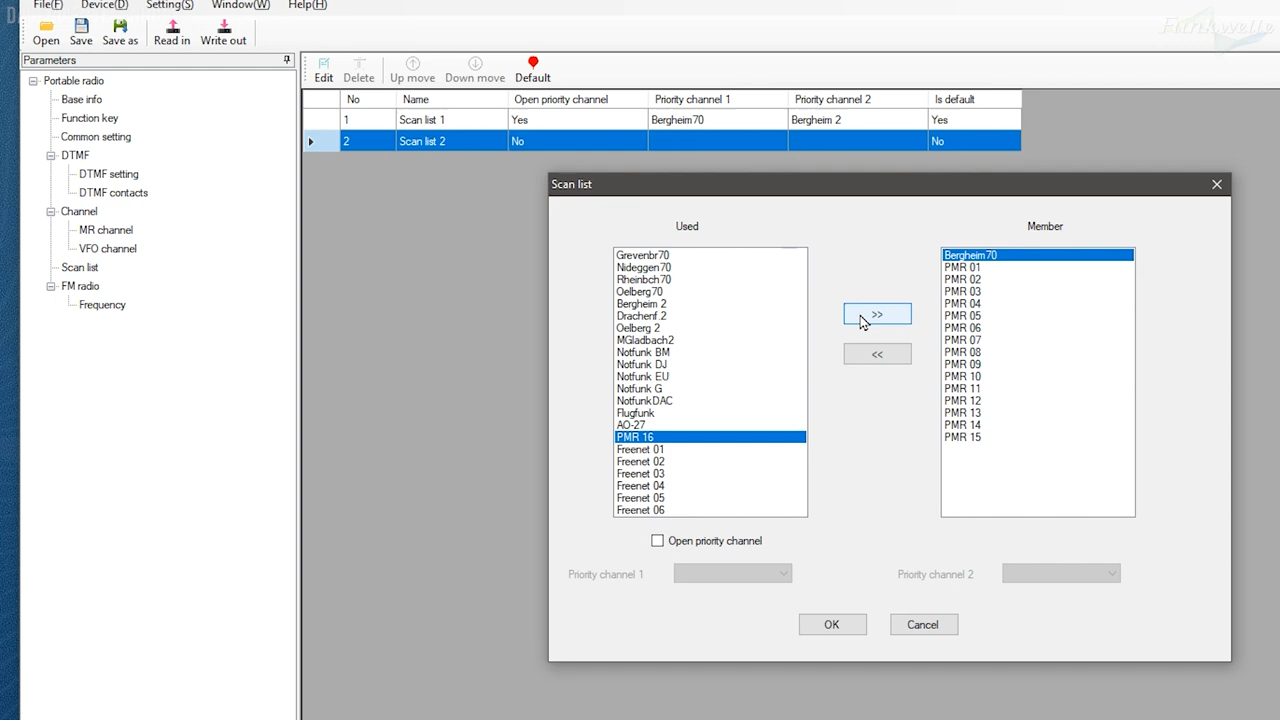 File(F) Device(D) Setting(S) Window(W) Help(H)
Funkwelle
Open Save Save as Read in Write out
Parameters
Portable radio
Base info
Function key
Common setting
DTMF
DTMF setting
DTMF contacts
Channel
MR channel
VFO channel
Scan list
FM radio
Frequency
Edit Delete Up move Down move Default
No Name Open priority channel Priority channel 1 Priority channel 2 Is default
1 Scan list 1 Yes Bergheim70 Bergheim 2 Yes
2 Scan list 2 No No
Scan list
Used
Grevenbr70
Nideggen70
Rheinbch70
Oelberg70
Bergheim 2
Drachenf.2
Oelberg 2
MGladbach2
Notfunk BM
Notfunk DJ
Notfunk EU
Notfunk G
NotfunkDAC
Flugfunk
AO-27
PMR 16
Freenet 01
Freenet 02
Freenet 03
Freenet 04
Freenet 05
Freenet 06
>>
<<
Member
Bergheim70
PMR 01
PMR 02
PMR 03
PMR 04
PMR 05
PMR 06
PMR 07
PMR 08
PMR 09
PMR 10
PMR 11
PMR 12
PMR 13
PMR 14
PMR 15
Open priority channel
Priority channel 1
Priority channel 2
OK
Cancel